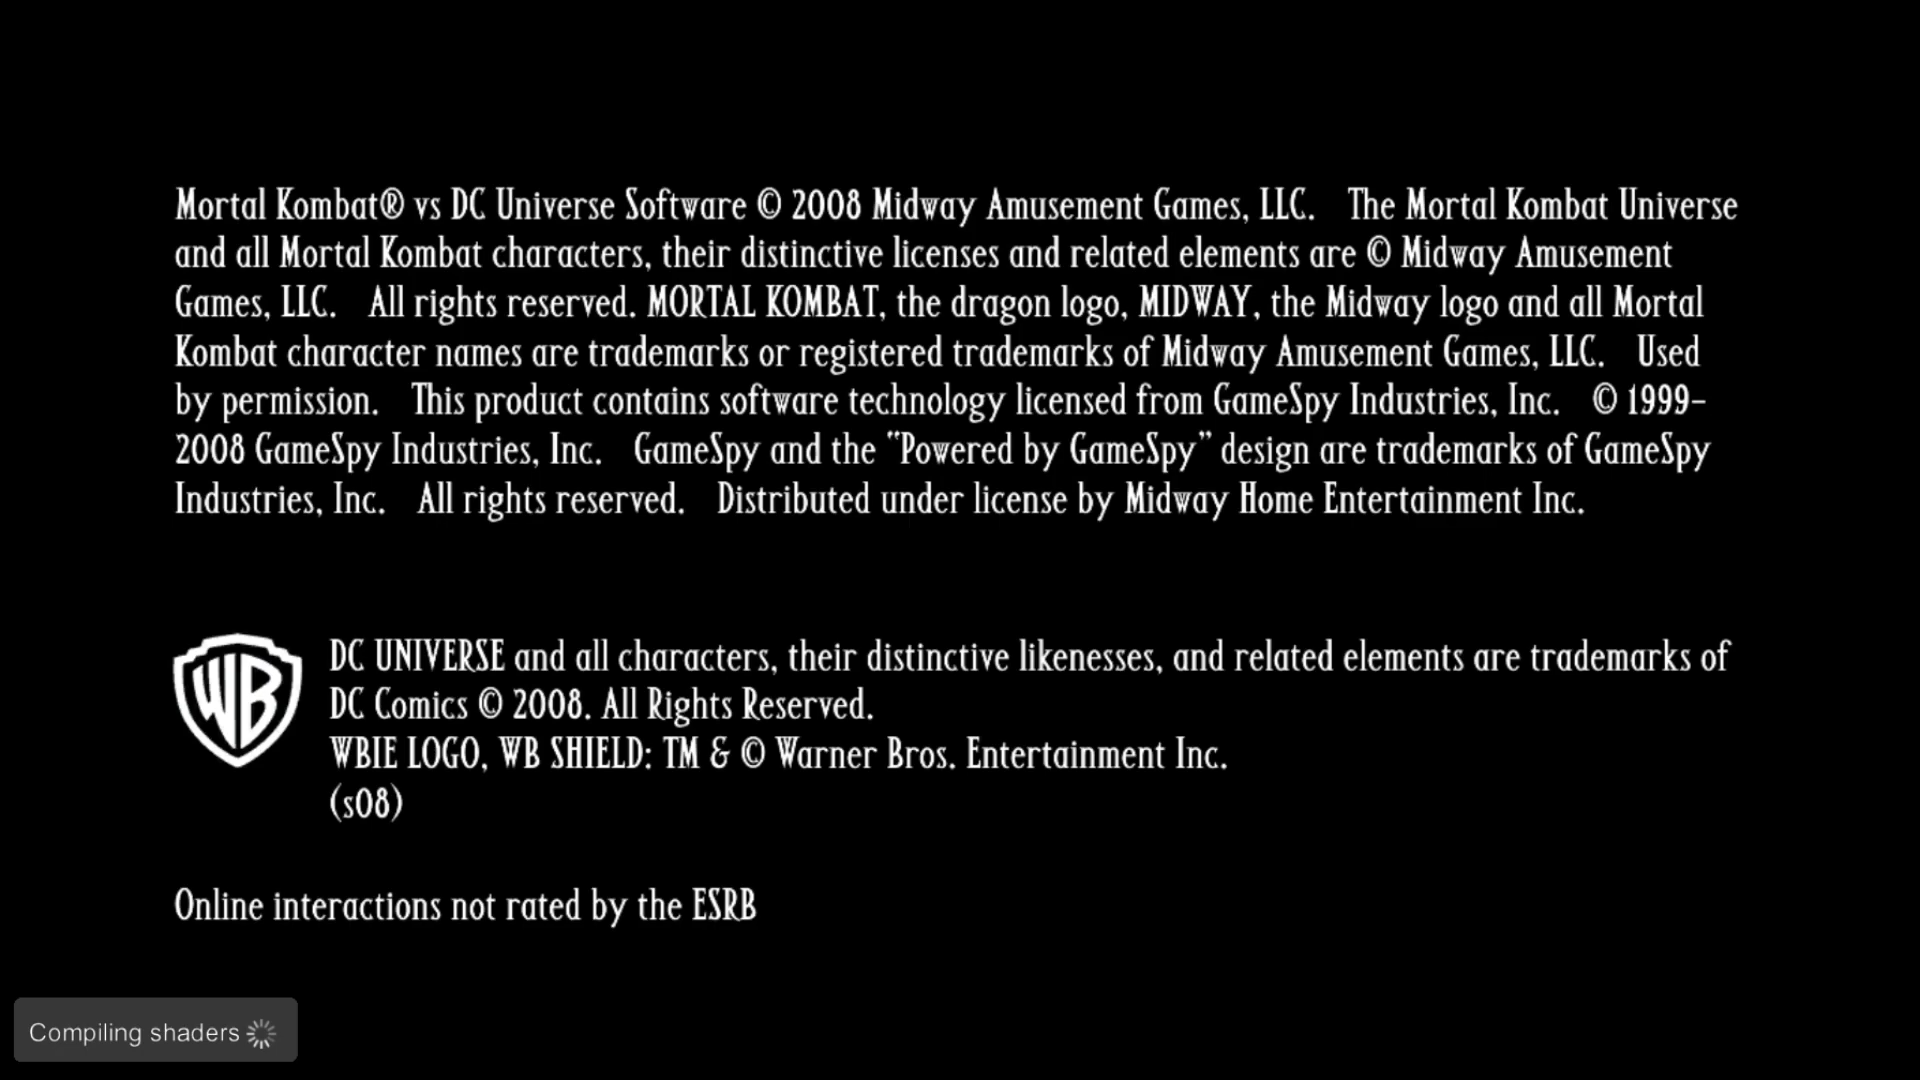 Mortal Kombat® vs DC Universe Software © 2008 Midway Amusement Games, LLC.   The Mortal Kombat Universe
and all Mortal Kombat characters, their distinctive licenses and related elements are © Midway Amusement
Games, LLC.   All rights reserved. MORTAL KOMBAT, the dragon logo, MIDWAY, the Midway logo and all Mortal
Kombat character names are trademarks or registered trademarks of Midway Amusement Games, LLC.   Used
by permission.   This product contains software technology licensed from GameSpy Industries, Inc.   © 1999-
2008 GameSpy Industries, Inc.   GameSpy and the “Powered by GameSpy” design are trademarks of GameSpy
Industries, Inc.   All rights reserved.   Distributed under license by Midway Home Entertainment Inc.
WB
DC UNIVERSE and all characters, their distinctive likenesses, and related elements are trademarks of
DC Comics © 2008. All Rights Reserved.
WBIE LOGO, WB SHIELD: TM & © Warner Bros. Entertainment Inc.
(s08)
Online interactions not rated by the ESRB
Compiling shaders